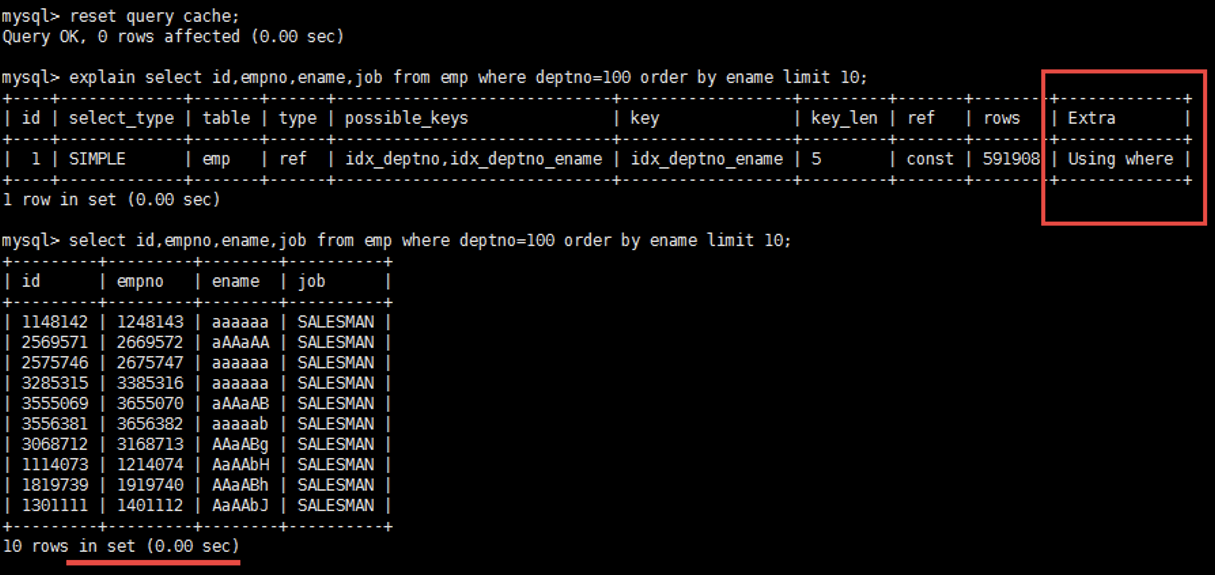 mysql> reset query cache;
Query OK, 0 rows affected (0.00 sec)
mysql> explain select id,empno,ename,job from emp where deptno=100 order by ename limit 10;
+----+-------------+-------+------+----------------------------+------------------+---------+-------+--------+-------------+
| id | select_type | table | type | possible_keys              | key              | key_len | ref   | rows   | Extra       |
+----+-------------+-------+------+----------------------------+------------------+---------+-------+--------+-------------+
| 1 | SIMPLE      | emp   | ref  | idx_deptno,idx_deptno_ename | idx_deptno_ename | 5       | const | 591908 | Using where |
+----+-------------+-------+------+----------------------------+------------------+---------+-------+--------+-------------+
1 row in set (0.00 sec)
mysql> select id,empno,ename,job from emp where deptno=100 order by ename limit 10;
+---------+---------+--------+----------+
| id      | empno   | ename  | job      |
+---------+---------+--------+----------+
| 1148142 | 1248143 | aaaaaa | SALESMAN |
| 2569571 | 2669572 | aAAaAA | SALESMAN |
| 2575746 | 2675747 | aaaaaa | SALESMAN |
| 3285315 | 3385316 | aaaaaa | SALESMAN |
| 3555069 | 3655070 | aAAaAB | SALESMAN |
| 3556381 | 3656382 | aaaaab | SALESMAN |
| 3068712 | 3168713 | AAaABg | SALESMAN |
| 1114073 | 1214074 | AaAAbH | SALESMAN |
| 1819739 | 1919740 | AAaABh | SALESMAN |
| 1301111 | 1401112 | AaAAbJ | SALESMAN |
+---------+---------+--------+----------+
10 rows in set (0.00 sec)